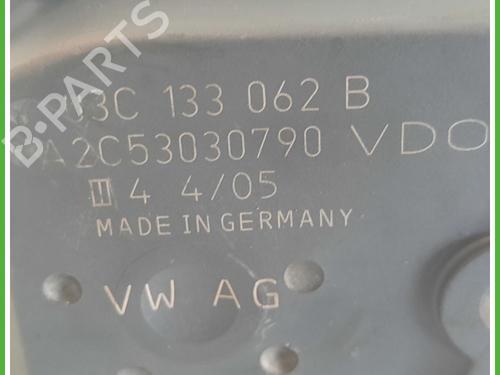 B-PARTS
03C 133 062 B
A2C53030790 VDO
H 4 4/05
MADE IN GERMANY
VW AG